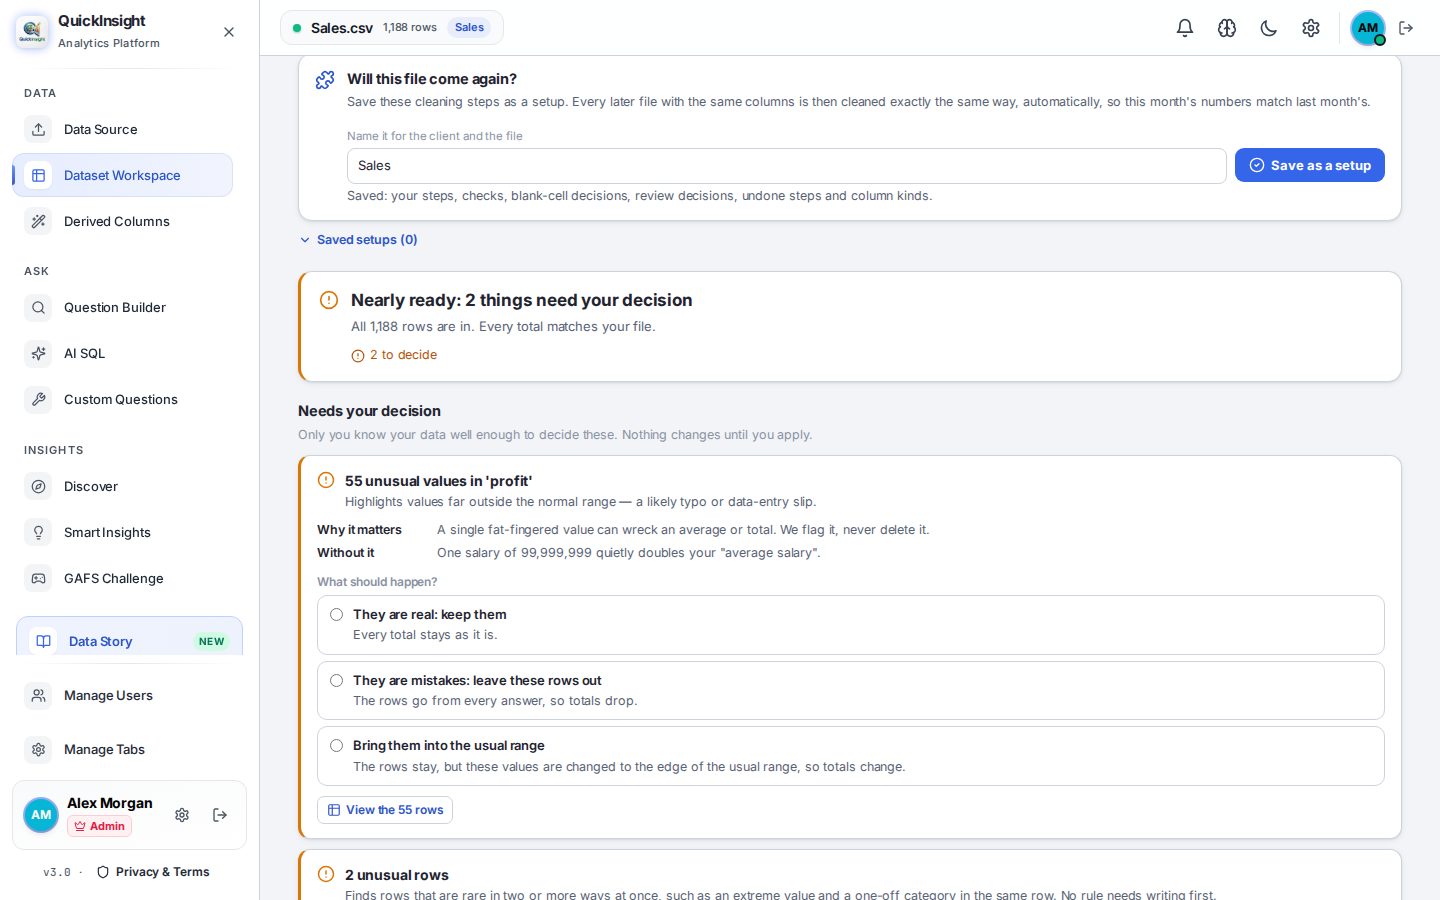 QuickInsight
Analytics Platform
DATA
Data Source
Dataset Workspace
Derived Columns
ASK
Question Builder
AI SQL
Custom Questions
INSIGHTS
Discover
Smart Insights
GAFS Challenge
Data Story NEW
Manage Users
Manage Tabs
AM Alex Morgan
Admin
v3.0 · Privacy & Terms
Sales.csv 1,188 rows Sales
AM
Will this file come again?
Save these cleaning steps as a setup. Every later file with the same columns is then cleaned exactly the same way, automatically, so this month's numbers match last month's.
Name it for the client and the file
Sales
Save as a setup
Saved: your steps, checks, blank-cell decisions, review decisions, undone steps and column kinds.
Saved setups (0)
Nearly ready: 2 things need your decision
All 1,188 rows are in. Every total matches your file.
2 to decide
Needs your decision
Only you know your data well enough to decide these. Nothing changes until you apply.
55 unusual values in 'profit'
Highlights values far outside the normal range — a likely typo or data-entry slip.
Why it matters A single fat-fingered value can wreck an average or total. We flag it, never delete it.
Without it One salary of 99,999,999 quietly doubles your "average salary".
What should happen?
They are real: keep them
Every total stays as it is.
They are mistakes: leave these rows out
The rows go from every answer, so totals drop.
Bring them into the usual range
The rows stay, but these values are changed to the edge of the usual range, so totals change.
View the 55 rows
2 unusual rows
Finds rows that are rare in two or more ways at once, such as an extreme value and a one-off category in the same row. No rule needs writing first.